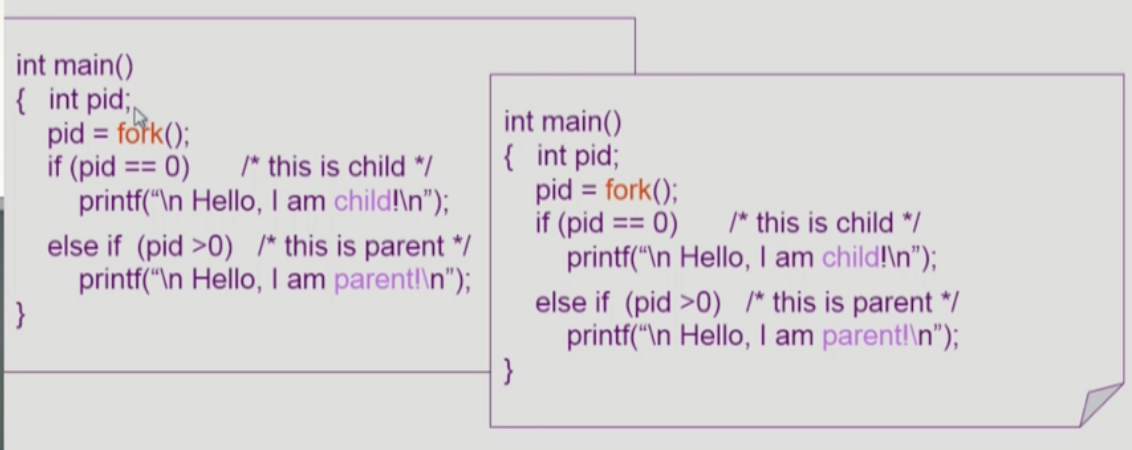 int main()
{ int pid;
pid = fork();
if (pid == 0) /* this is child */
printf(“\n Hello, I am child!\n”);
else if (pid >0) /* this is parent */
printf(“\n Hello, I am parent!\n”);
}
int main()
{ int pid;
pid = fork();
if (pid == 0) /* this is child */
printf(“\n Hello, I am child!\n”);
else if (pid >0) /* this is parent */
printf(“\n Hello, I am parent!\n”);
}